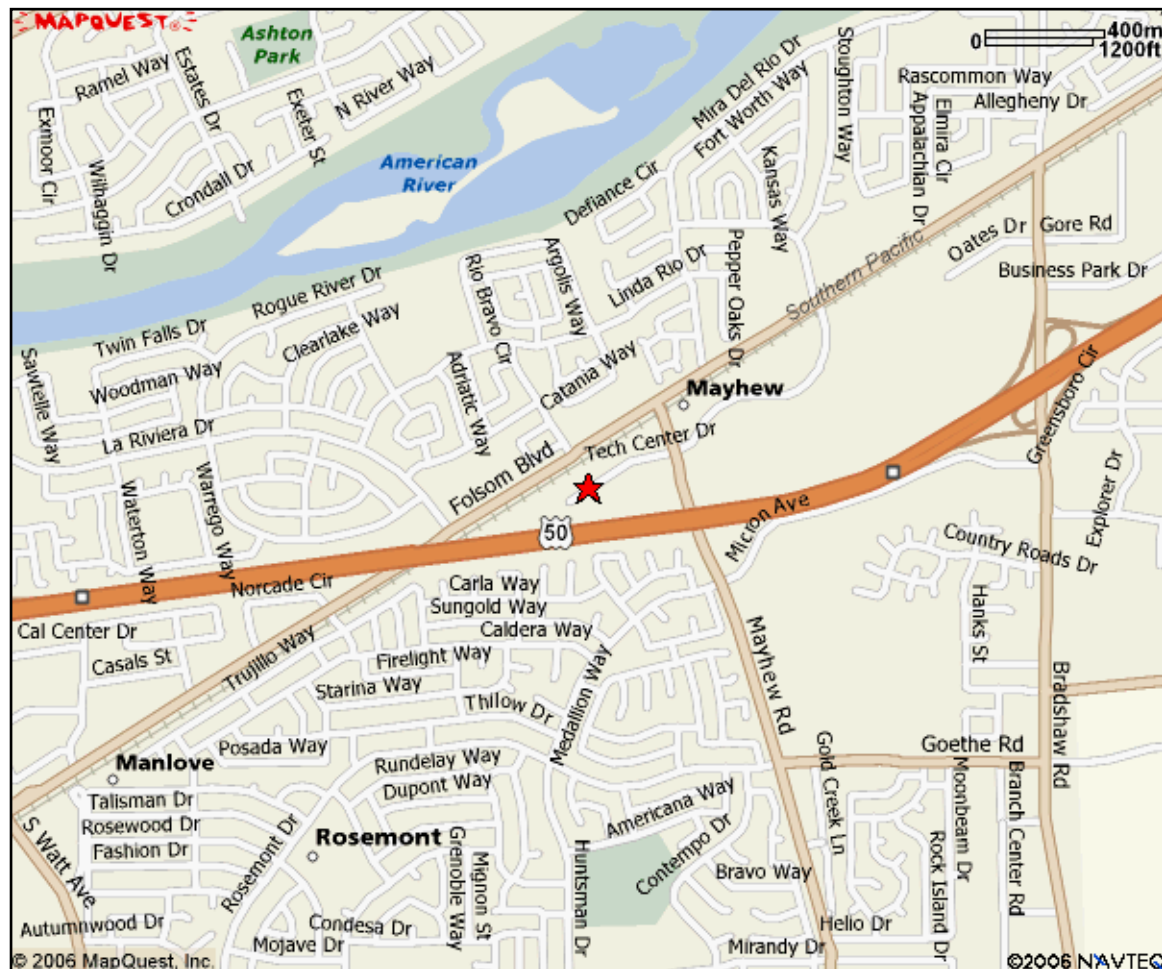 MAPQUEST
Ashton
Park
400m
0
1200ft
Ramel Way
Estates Dr
Exeter St
N River Way
Exmoor Cir
Wilhaggin Dr
Crondall Dr
American
River
Mira Del Rio Dr
Fort Worth Way
Stoughton Way
Rascommon Way
Allegheny Dr
Elmira Cir
Appalachian Dr
Kansas Way
Defiance Cir
Oates Dr
Gore Rd
Business Park Dr
Southern Pacific
Pepper Oaks Dr
Linda Rio Dr
Argolis Way
Rio Bravo Cir
Rogue River Dr
Twin Falls Dr
Clearlake Way
Sawtelle Way
Woodman Way
Adriatic Way
Catania Way
Mayhew
Greensboro Cir
La Riviera Dr
Folsom Blvd
Tech Center Dr
Waterton Way
Warrego Way
50
Micron Ave
Explorer Dr
Country Roads Dr
Norcade Cir
Carla Way
Sungold Way
Caldera Way
Cal Center Dr
Casals St
Trujillo Way
Firelight Way
Starina Way
Thillow Dr
Medallion Way
Mayhew Rd
Hanks St
Bradshaw Rd
Posada Way
Manlove
Rundelay Way
Dupont Way
Goethe Rd
Gold
Creek Ln
Moonbeam Dr
Branch Center Rd
Talisman Dr
Rosewood Dr
Fashion Dr
S Watt Ave
Rosemont Dr
Rosemont
Americana Way
Contempo Dr
Grenoble Way
Mignon St
Huntsman Dr
Bravo Way
Rock Island Dr
Autumnwood Dr
Condesa Dr
Mojave Dr
Helio Dr
Mirandy Dr
© 2006 MapQuest, Inc.
©2006 NAVTEQ